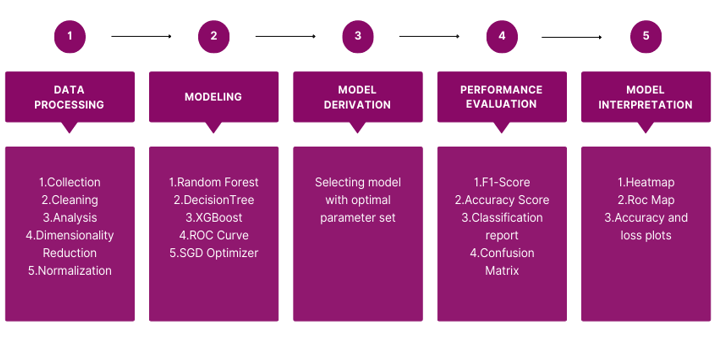 1
2
3
4
5
DATA
PROCESSING
MODELING
MODEL
DERIVATION
PERFORMANCE
EVALUATION
MODEL
INTERPRETATION
1.Collection
2.Cleaning
3.Analysis
4.Dimensionality
Reduction
5.Normalization
1.Random Forest
2.DecisionTree
3.XGBoost
4.ROC Curve
5.SGD Optimizer
Selecting model
with optimal
parameter set
1.F1-Score
2.Accuracy Score
3.Classification
report
4.Confusion
Matrix
1.Heatmap
2.Roc Map
3.Accuracy and
loss plots